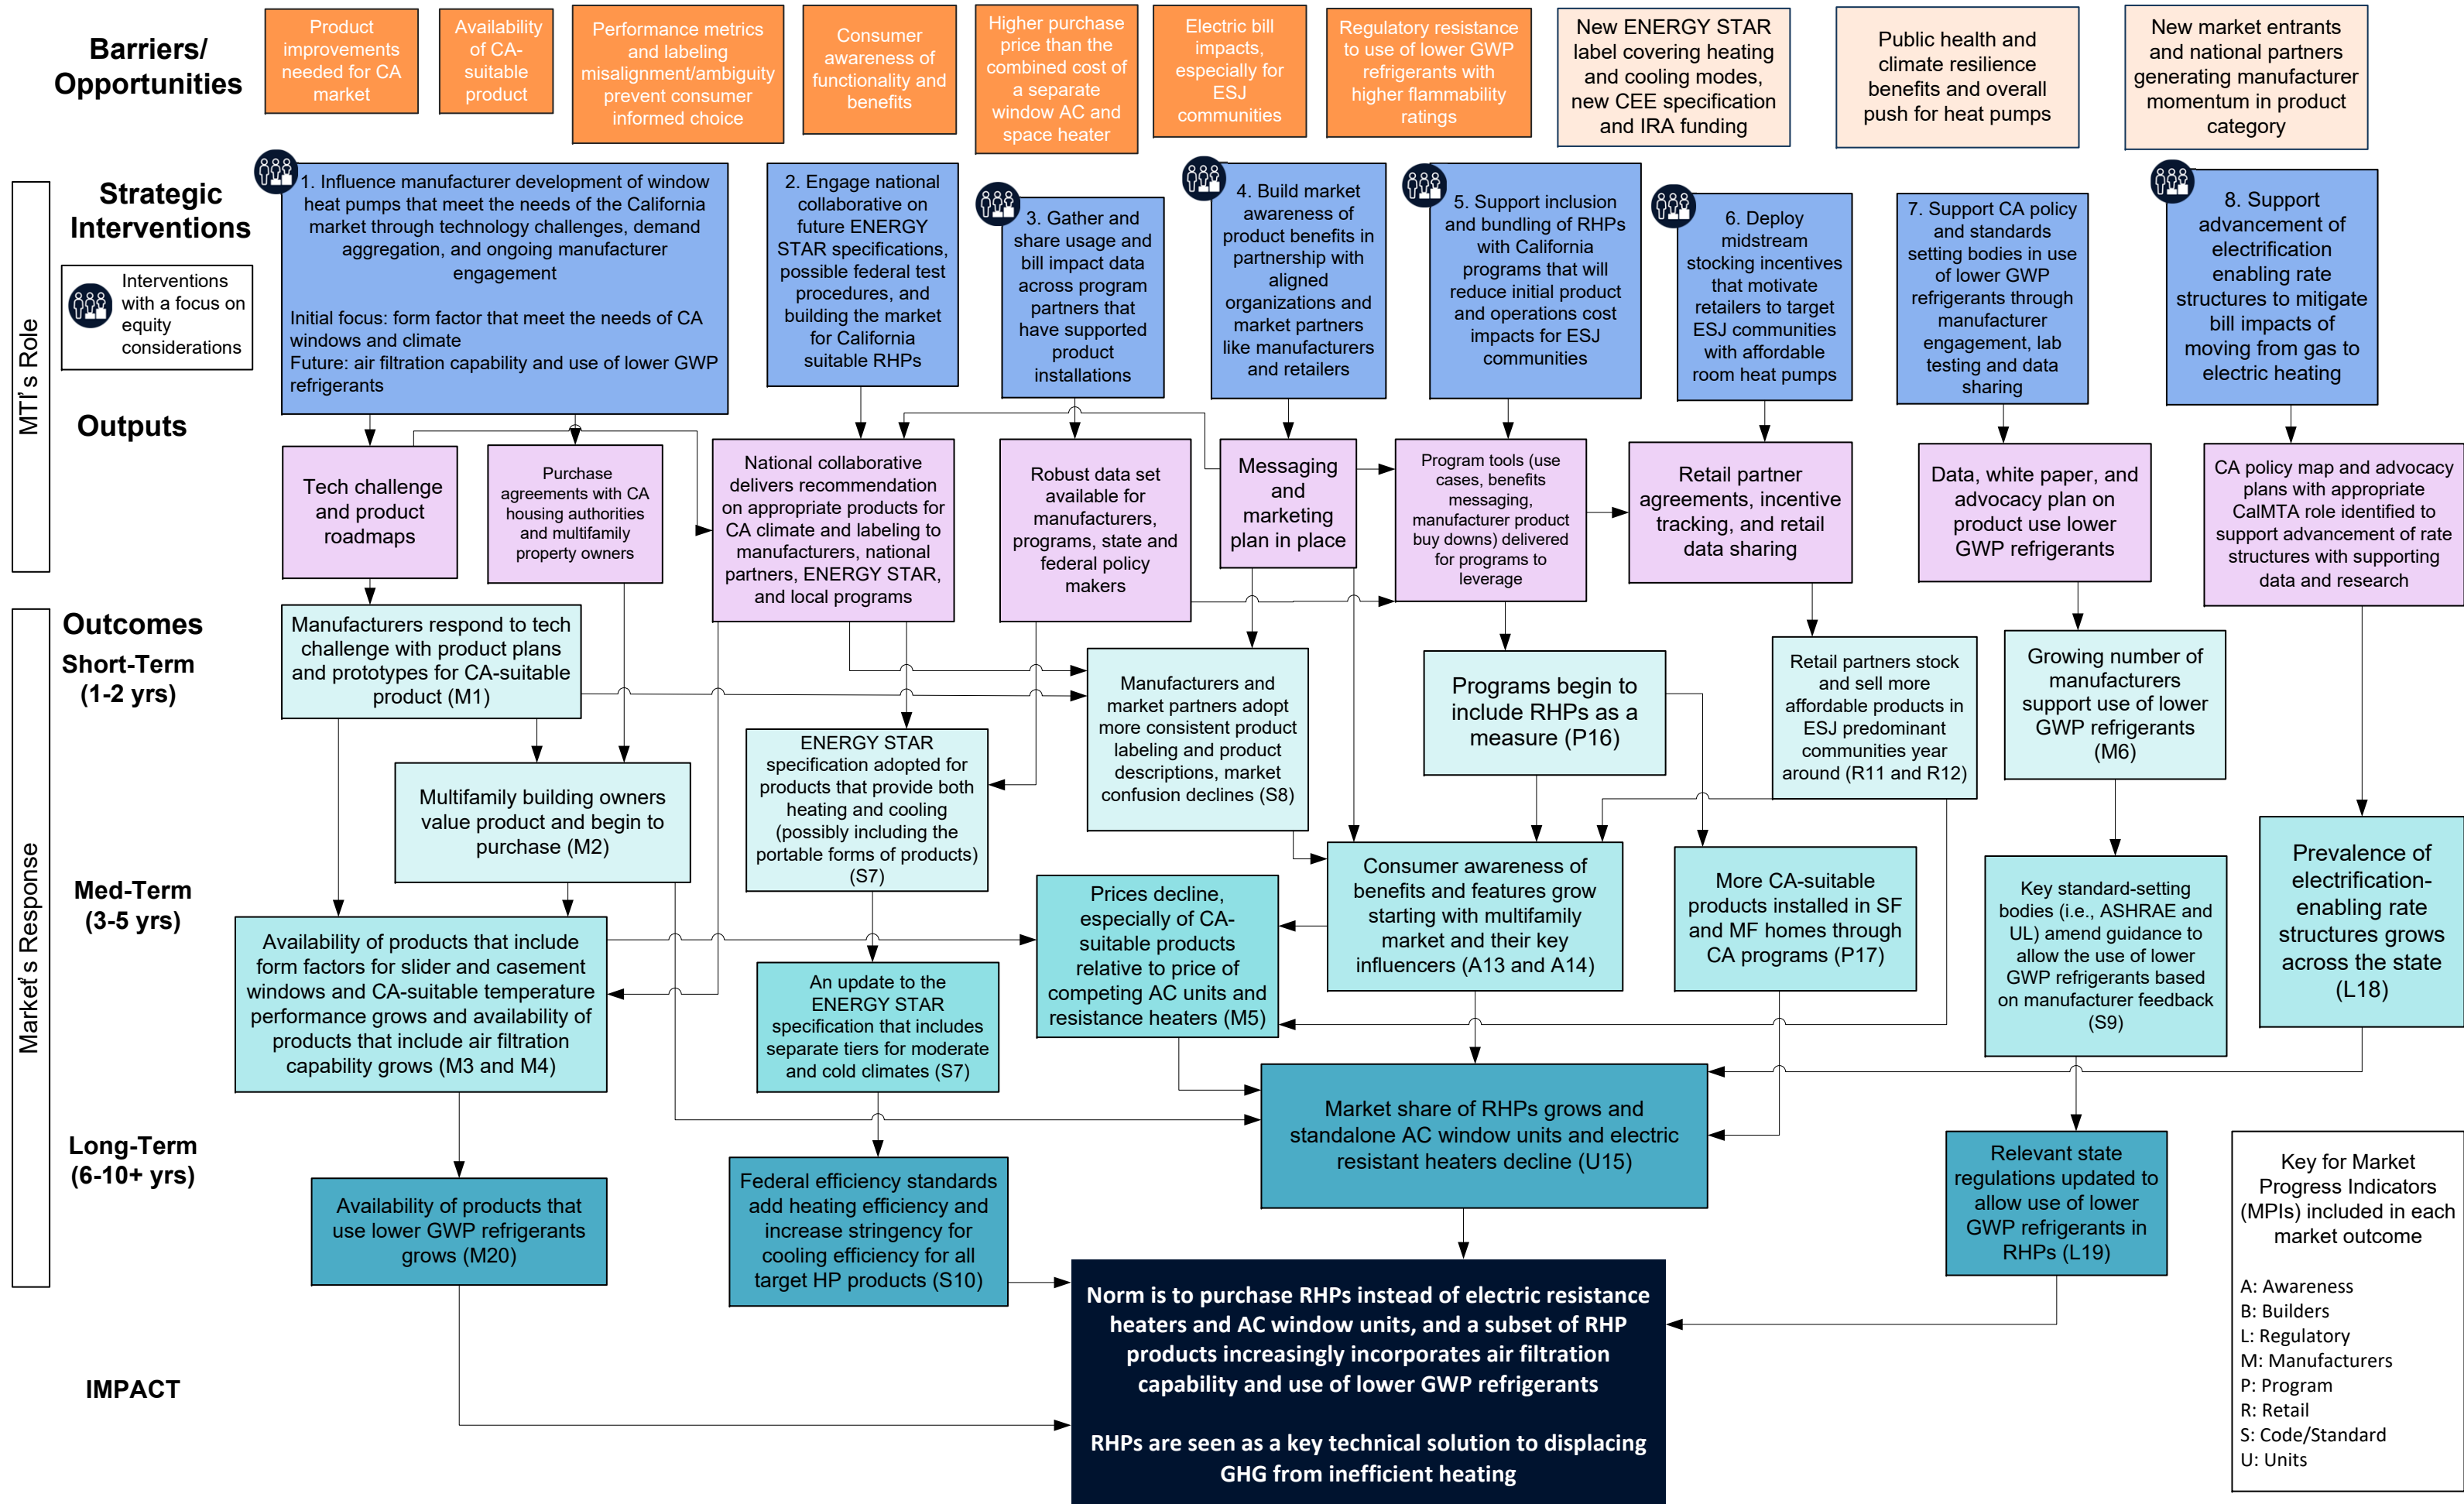 Barriers/
Opportunities
Product
improvements
needed for CA
market
Availability
of CA-
suitable
product
Performance metrics
and labeling
misalignment/ambiguity
prevent consumer
informed choice
Consumer
awareness of
functionality and
benefits
Higher purchase
price than the
combined cost of
a separate
window AC and
space heater
Electric bill
impacts,
especially for
ESJ
communities
Regulatory resistance
to use of lower GWP
refrigerants with
higher flammability
ratings
New ENERGY STAR
label covering heating
and cooling modes,
new CEE specification
and IRA funding
Public health and
climate resilience
benefits and overall
push for heat pumps
New market entrants
and national partners
generating manufacturer
momentum in product
category
MTI's Role
Strategic
Interventions
Interventions
with a focus on
equity
considerations
1. Influence manufacturer development of window
heat pumps that meet the needs of the California
market through technology challenges, demand
aggregation, and ongoing manufacturer
engagement
Initial focus: form factor that meet the needs of CA
windows and climate
Future: air filtration capability and use of lower GWP
refrigerants
2. Engage national
collaborative on
future ENERGY
STAR specifications,
possible federal test
procedures, and
building the market
for California
suitable RHPs
3. Gather and
share usage and
bill impact data
across program
partners that
have supported
product
installations
4. Build market
awareness of
product benefits in
partnership with
aligned
organizations and
market partners
like manufacturers
and retailers
5. Support inclusion
and bundling of RHPs
with California
programs that will
reduce initial product
and operations cost
impacts for ESJ
communities
6. Deploy
midstream
stocking incentives
that motivate
retailers to target
ESJ communities
with affordable
room heat pumps
7. Support CA policy
and standards
setting bodies in use
of lower GWP
refrigerants through
manufacturer
engagement, lab
testing and data
sharing
8. Support
advancement of
electrification
enabling rate
structures to mitigate
bill impacts of
moving from gas to
electric heating
Outputs
Tech challenge
and product
roadmaps
Purchase
agreements with CA
housing authorities
and multifamily
property owners
National collaborative
delivers recommendation
on appropriate products for
CA climate and labeling to
manufacturers, national
partners, ENERGY STAR,
and local programs
Robust data set
available for
manufacturers,
programs, state and
federal policy
makers
Messaging
and
marketing
plan in place
Program tools (use
cases, benefits
messaging,
manufacturer product
buy downs) delivered
for programs to
leverage
Retail partner
agreements, incentive
tracking, and retail
data sharing
Data, white paper, and
advocacy plan on
product use lower
GWP refrigerants
CA policy map and advocacy
plans with appropriate
CalMTA role identified to
support advancement of rate
structures with supporting
data and research
Market's Response
Outcomes
Short-Term
(1-2 yrs)
Manufacturers respond to tech
challenge with product plans
and prototypes for CA-suitable
product (M1)
Multifamily building owners
value product and begin to
purchase (M2)
ENERGY STAR
specification adopted for
products that provide both
heating and cooling
(possibly including the
portable forms of products)
(S7)
Manufacturers and
market partners adopt
more consistent product
labeling and product
descriptions, market
confusion declines (S8)
Programs begin to
include RHPs as a
measure (P16)
Retail partners stock
and sell more
affordable products in
ESJ predominant
communities year
around (R11 and R12)
Growing number of
manufacturers
support use of lower
GWP refrigerants
(M6)
Med-Term
(3-5 yrs)
Availability of products that include
form factors for slider and casement
windows and CA-suitable temperature
performance grows and availability of
products that include air filtration
capability grows (M3 and M4)
An update to the
ENERGY STAR
specification that includes
separate tiers for moderate
and cold climates (S7)
Prices decline,
especially of CA-
suitable products
relative to price of
competing AC units and
resistance heaters (M5)
Consumer awareness of
benefits and features grow
starting with multifamily
market and their key
influencers (A13 and A14)
More CA-suitable
products installed in SF
and MF homes through
CA programs (P17)
Key standard-setting
bodies (i.e., ASHRAE and
UL) amend guidance to
allow the use of lower
GWP refrigerants based
on manufacturer feedback
(S9)
Prevalence of
electrification-
enabling rate
structures grows
across the state
(L18)
Long-Term
(6-10+ yrs)
Availability of products that
use lower GWP refrigerants
grows (M20)
Federal efficiency standards
add heating efficiency and
increase stringency for
cooling efficiency for all
target HP products (S10)
Market share of RHPs grows and
standalone AC window units and electric
resistant heaters decline (U15)
Relevant state
regulations updated to
allow use of lower
GWP refrigerants in
RHPs (L19)
Key for Market
Progress Indicators
(MPIs) included in each
market outcome
A: Awareness
B: Builders
L: Regulatory
M: Manufacturers
P: Program
R: Retail
S: Code/Standard
U: Units
IMPACT
Norm is to purchase RHPs instead of electric resistance
heaters and AC window units, and a subset of RHP
products increasingly incorporates air filtration
capability and use of lower GWP refrigerants
RHPs are seen as a key technical solution to displacing
GHG from inefficient heating